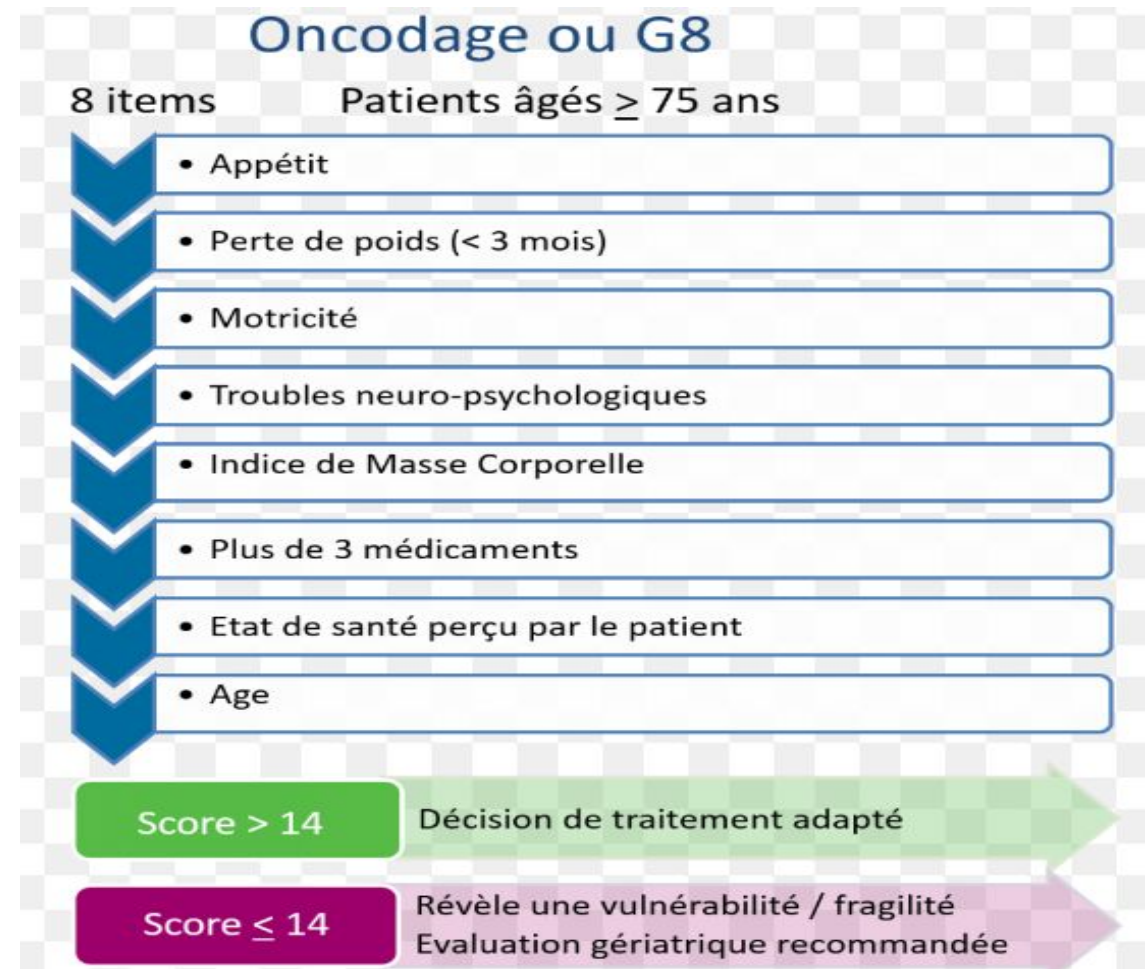 Oncodage ou G8
8 items Patients âgés ≥ 75 ans
• Appétit
• Perte de poids (< 3 mois)
• Motricité
• Troubles neuro-psychologiques
• Indice de Masse Corporelle
• Plus de 3 médicaments
• Etat de santé perçu par le patient
• Age
Score > 14 Décision de traitement adapté
Score ≤ 14 Révèle une vulnérabilité / fragilité
Evaluation gériatrique recommandée